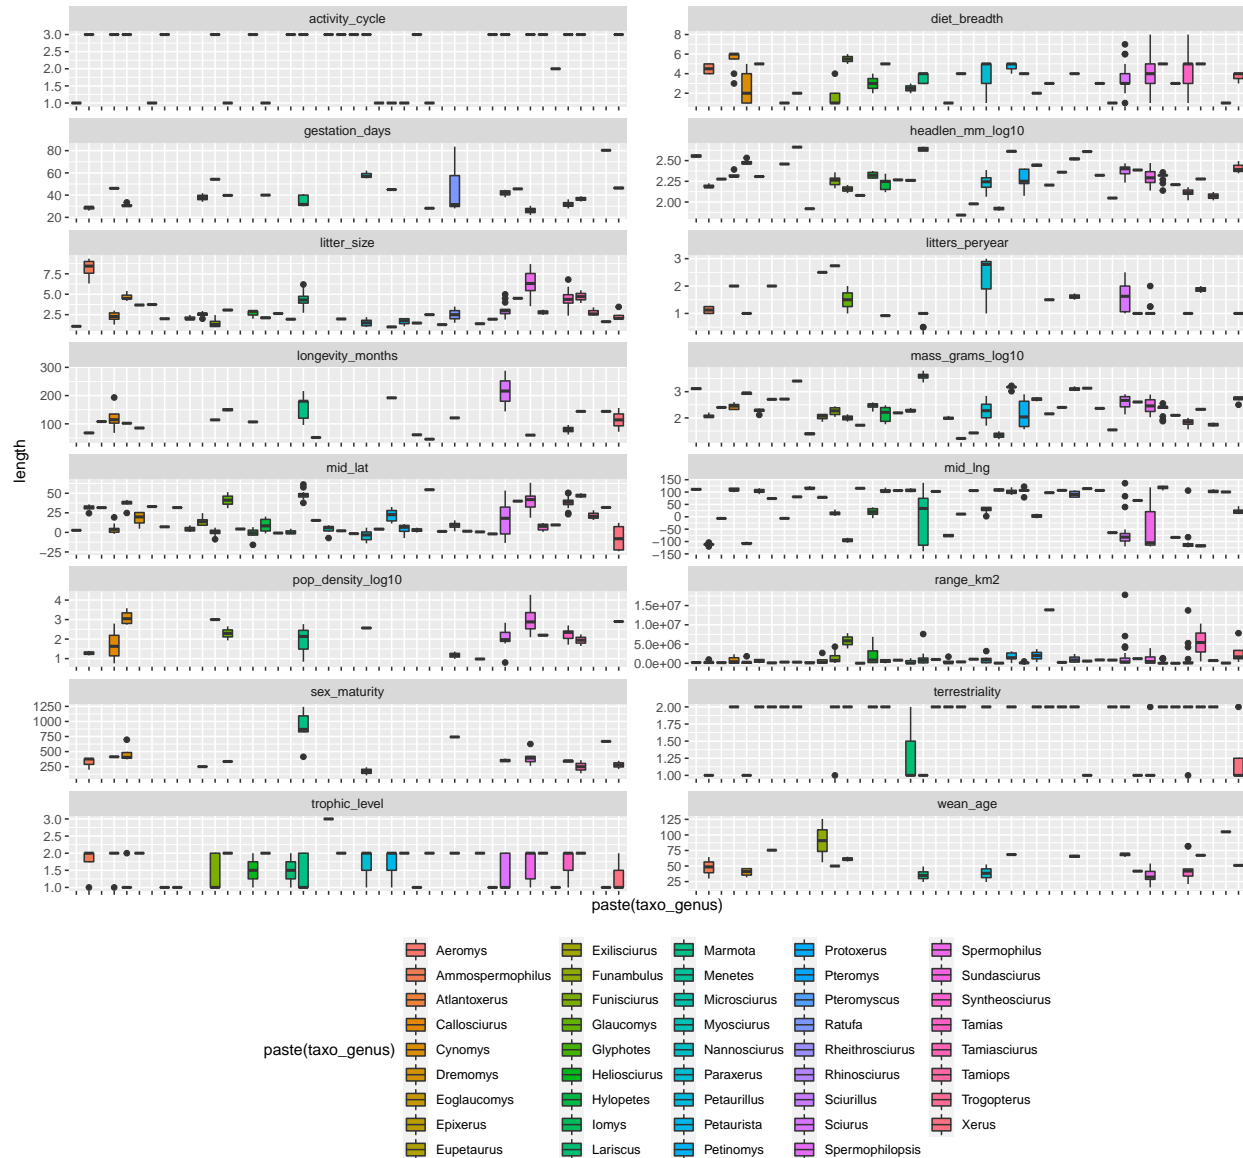 activity_cycle
3.0
2.5
2.0
1.5
1.0
diet_breadth
8
6
4
2
gestation_days
80
60
40
20
headlen_mm_log10
2.50
2.25
2.00
litter_size
7.5
5.0
2.5
litters_peryear
3
2
1
longevity_months
300
200
100
mass_grams_log10
3
2
mid_lat
50
25
0
−25
mid_lng
150
100
50
0
−50
−100
−150
pop_density_log10
4
3
2
1
range_km2
1.5e+07
1.0e+07
5.0e+06
0.0e+00
sex_maturity
1250
1000
750
500
250
terrestriality
2.00
1.75
1.50
1.25
1.00
trophic_level
3.0
2.5
2.0
1.5
1.0
wean_age
125
100
75
50
25
length
paste(taxo_genus)
paste(taxo_genus)
Aeromys
Ammospermophilus
Atlantoxerus
Callosciurus
Cynomys
Dremomys
Eoglaucomys
Epixerus
Eupetaurus
Exilisciurus
Funambulus
Funisciurus
Glaucomys
Glyphotes
Heliosciurus
Hylopetes
Iomys
Lariscus
Marmota
Menetes
Microsciurus
Myosciurus
Nannosciurus
Paraxerus
Petaurillus
Petaurista
Petinomys
Protoxerus
Pteromys
Pteromyscus
Ratufa
Rheithrosciurus
Rhinosciurus
Sciurillus
Sciurus
Spermophilopsis
Spermophilus
Sundasciurus
Syntheosciurus
Tamias
Tamiasciurus
Tamiops
Trogopterus
Xerus